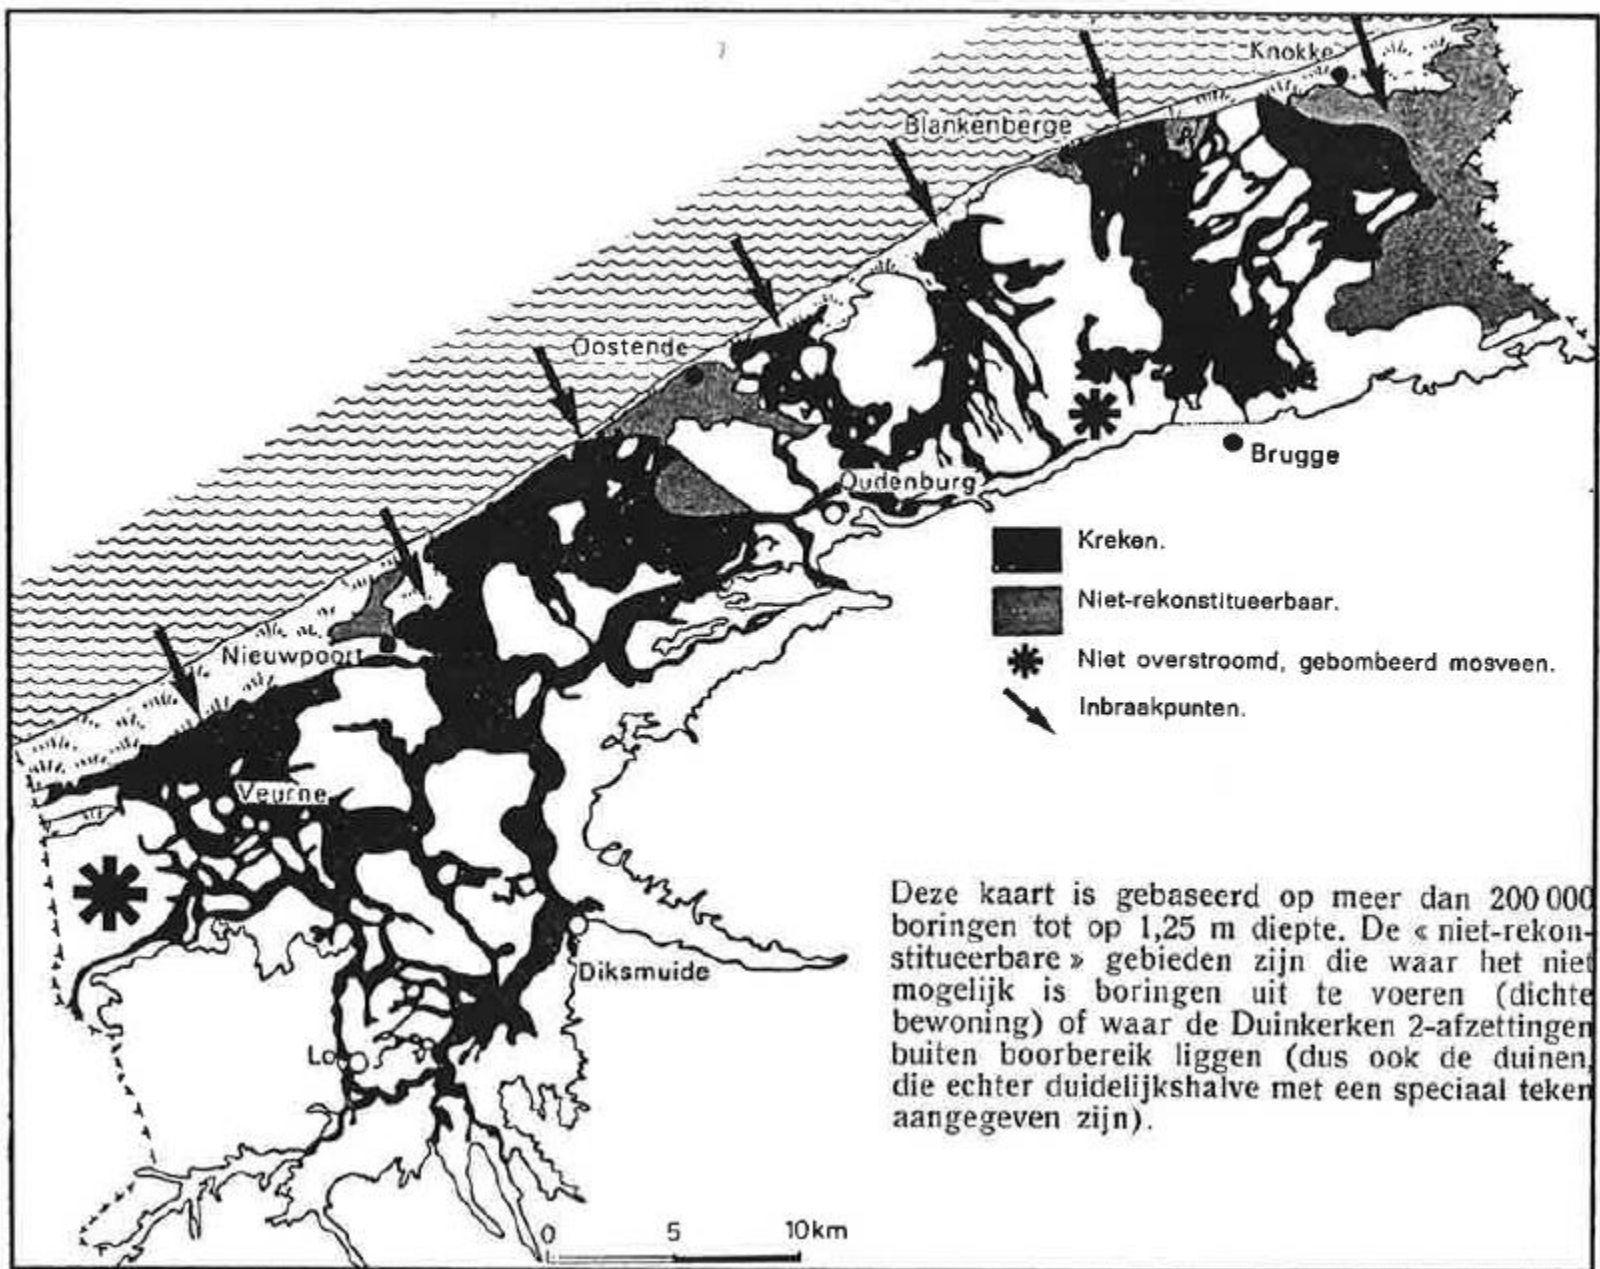 Knokke
Blankenberge
Oostende
Oudenburg
Brugge
Nieuwpoort
Veurne
Diksmuide
Lo
Kreken.
Niet-rekonstitueerbaar.
Niet overstroomd, gebombeerd mosveen.
Inbraakpunten.
Deze kaart is gebaseerd op meer dan 200 000
boringen tot op 1,25 m diepte. De « niet-rekon-
stitueerbare » gebieden zijn die waar het niet
mogelijk is boringen uit te voeren (dichte
bewoning) of waar de Duinkerken 2-afzettingen
buiten boorbereik liggen (dus ook de duinen,
die echter duidelijkshalve met een speciaal teken
aangegeven zijn).
0 5 10km